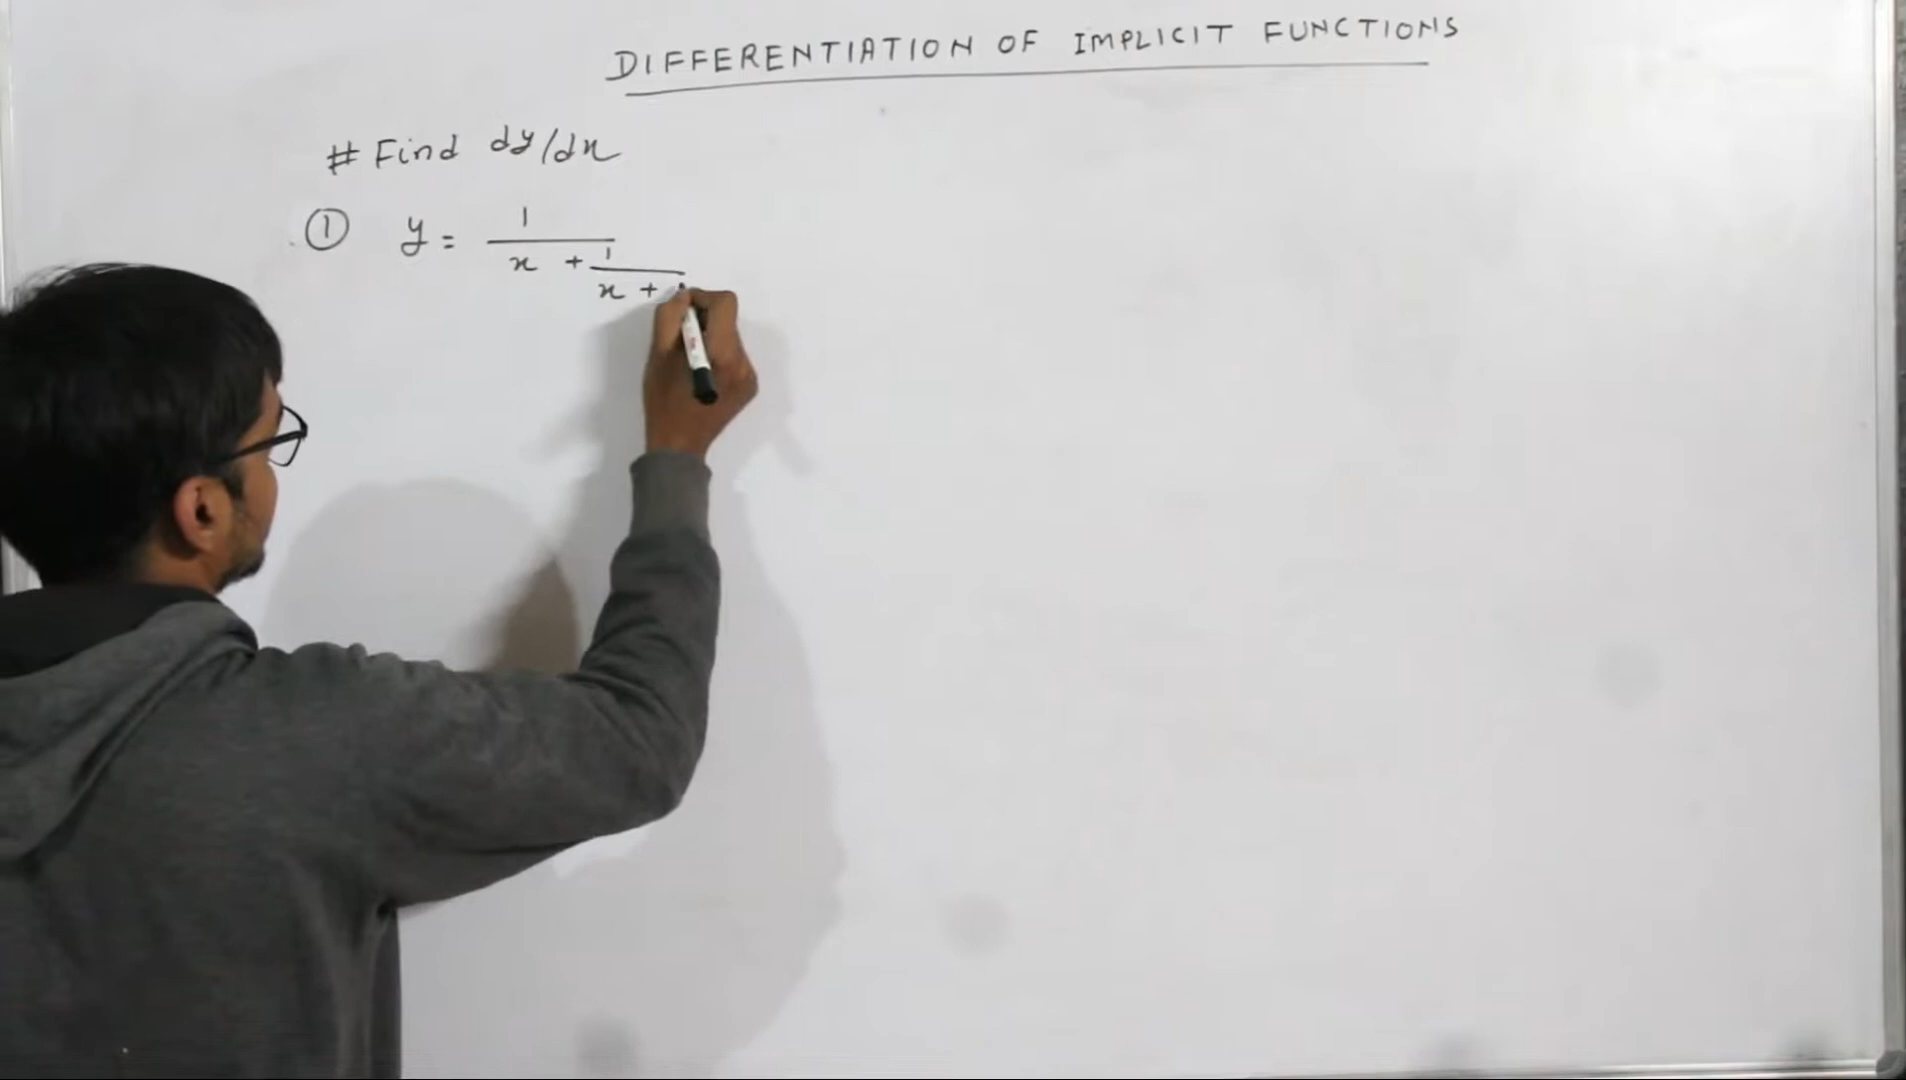 DIFFERENTIATION OF IMPLICIT FUNCTIONS
# Find dy/dx
① y = 1
x + 1
x +